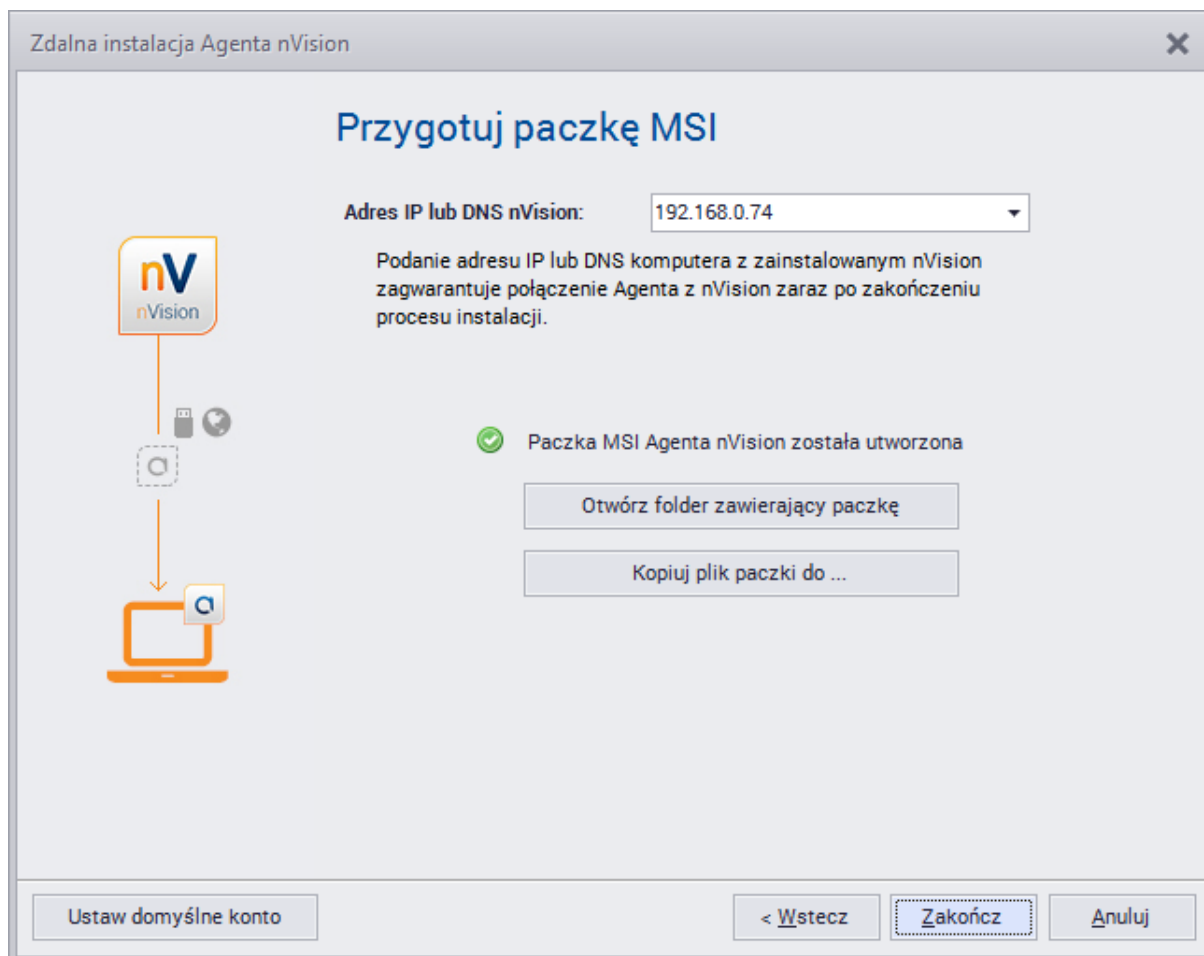 Zdalna instalacja Agenta nVision
Przygotuj paczkę MSI
Adres IP lub DNS nVision: 192.168.0.74
Podanie adresu IP lub DNS komputera z zainstalowanym nVision
zagwarantuje połączenie Agenta z nVision zaraz po zakończeniu
procesu instalacji.
nV
nVision
Paczka MSI Agenta nVision została utworzona
Otwórz folder zawierający paczkę
Kopiuj plik paczki do ...
Ustaw domyślne konto
< Wstecz
Zakończ
Anuluj